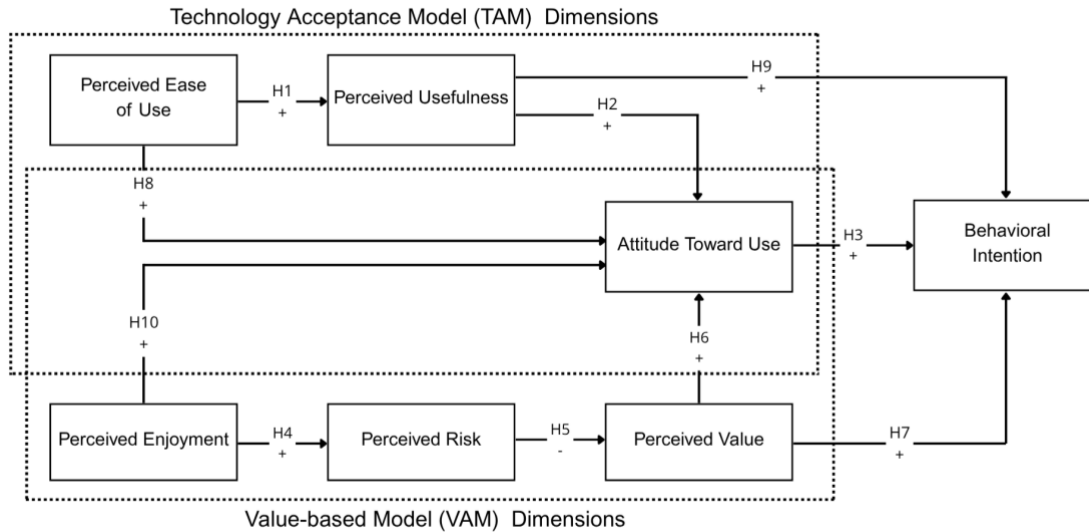 Technology Acceptance Model (TAM) Dimensions
Perceived Ease
of Use
H1
+
Perceived Usefulness
H9
+
H2
+
H8
+
Attitude Toward Use
H3
+
Behavioral
Intention
H10
+
H6
+
Perceived Enjoyment
H4
+
Perceived Risk
H5
-
Perceived Value
H7
+
Value-based Model (VAM) Dimensions